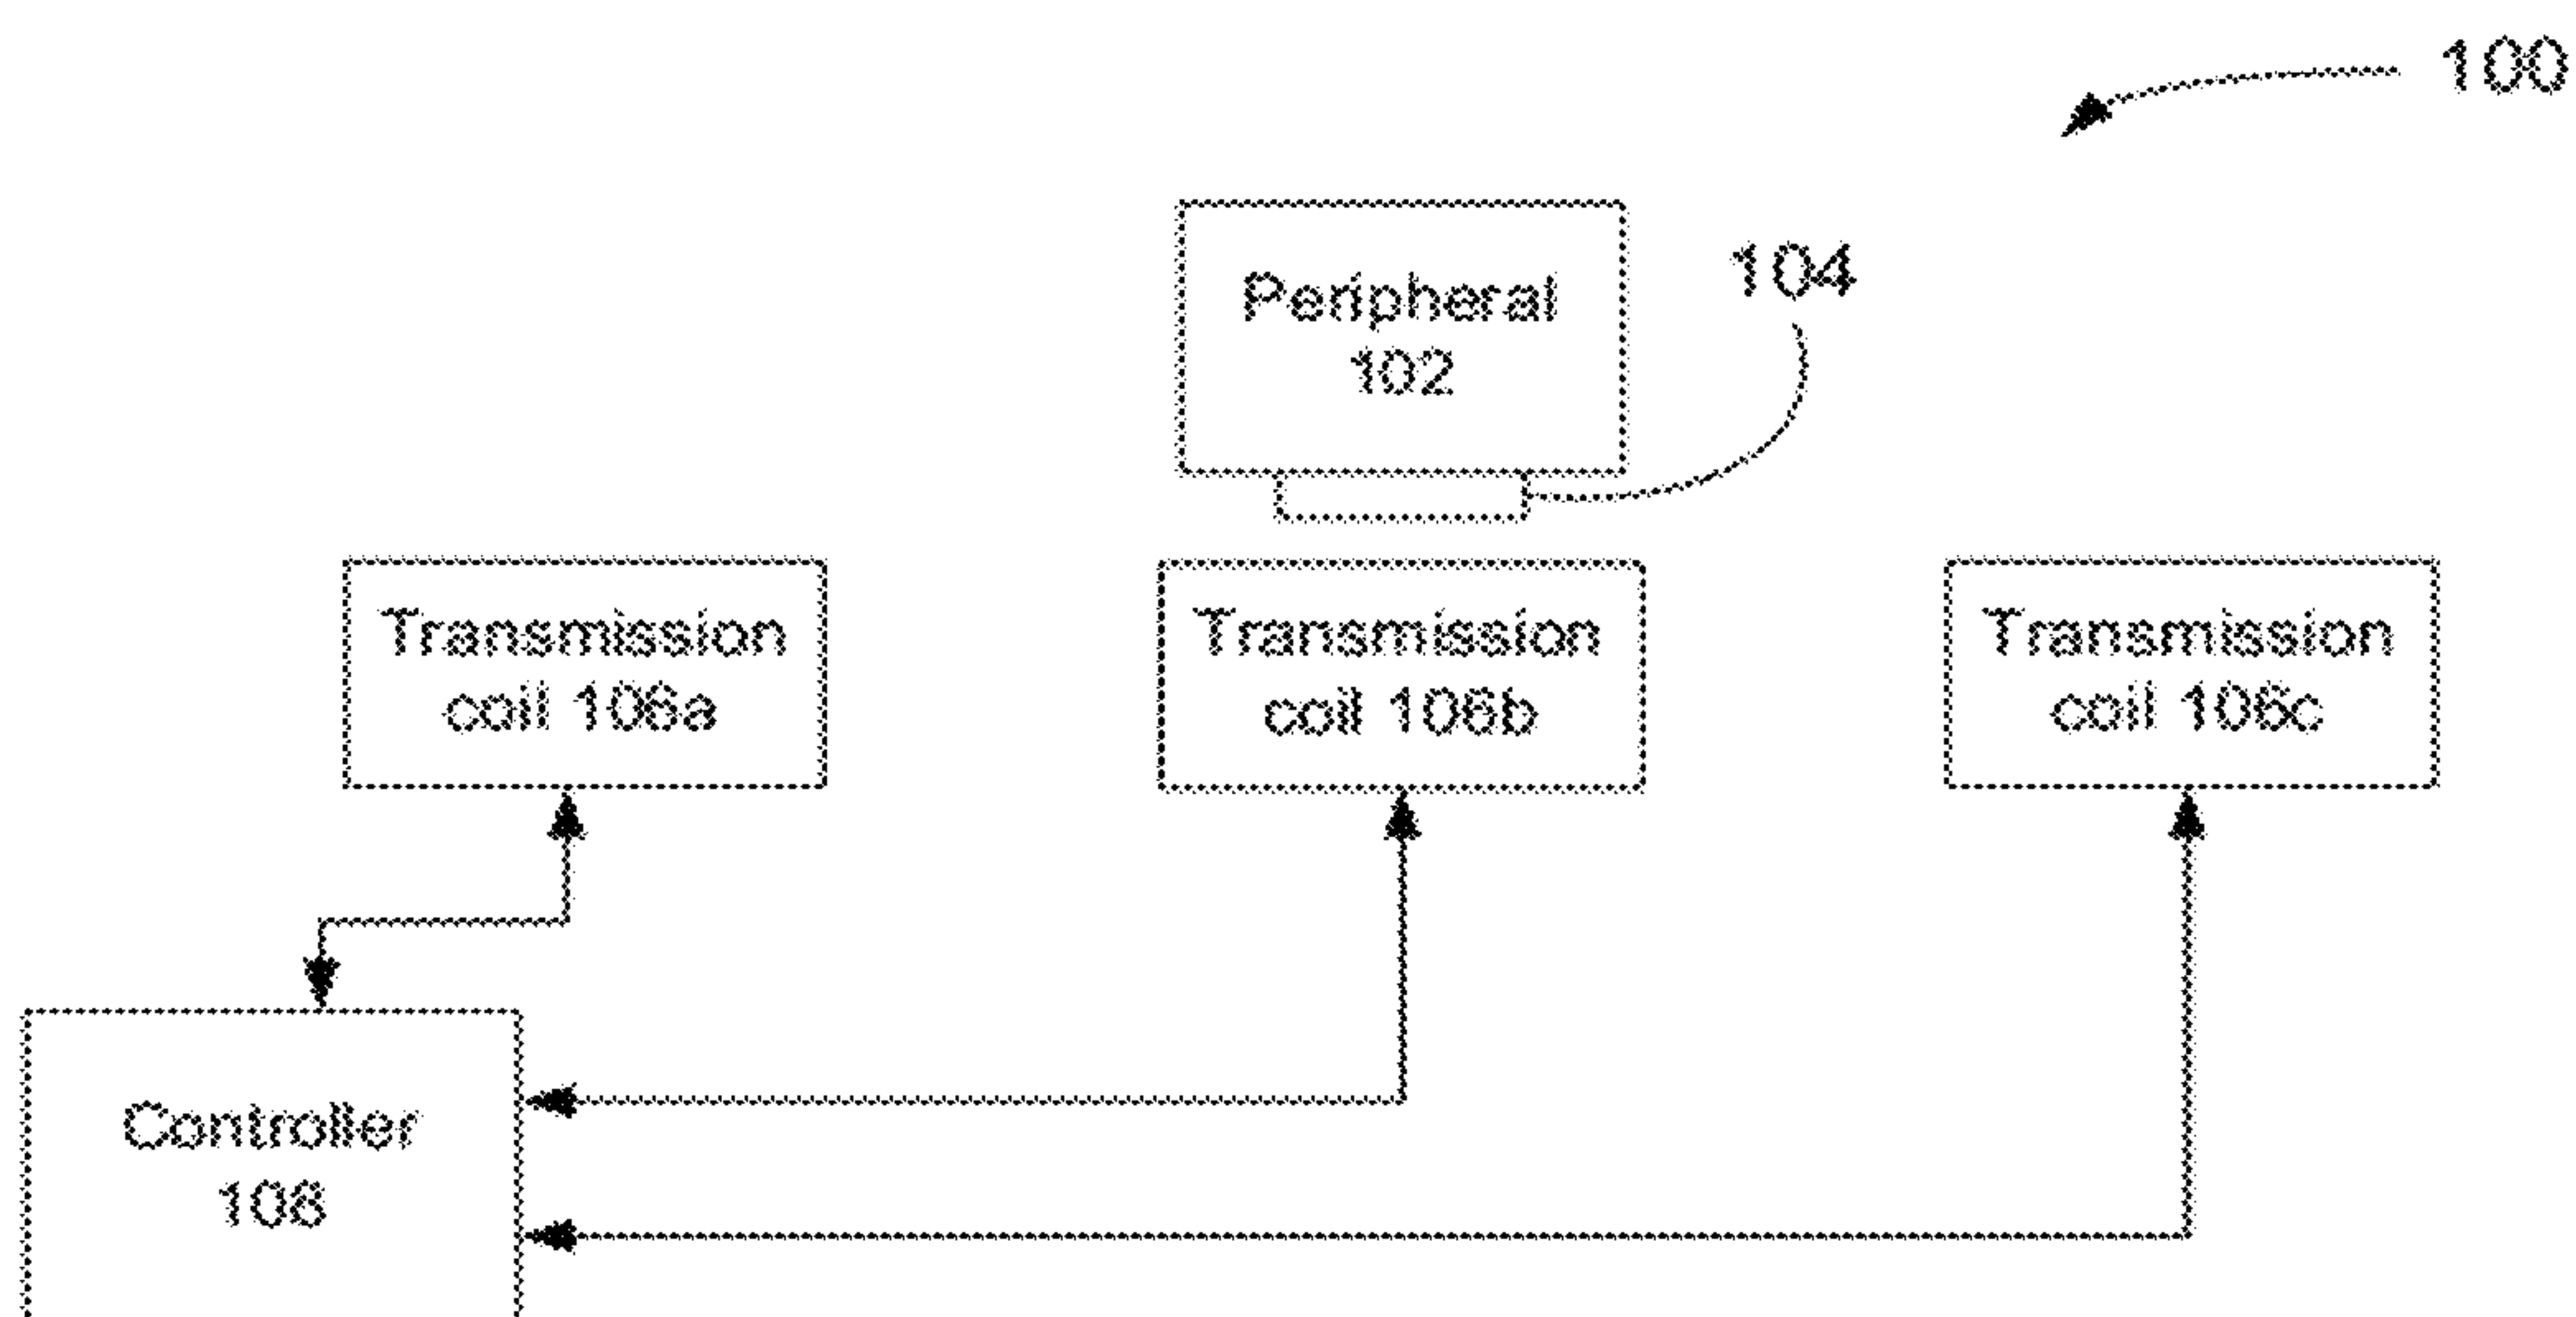 100
Peripheral
102
104
Transmission
coil 106a
Transmission
coil 106b
Transmission
coil 106c
Controller
108